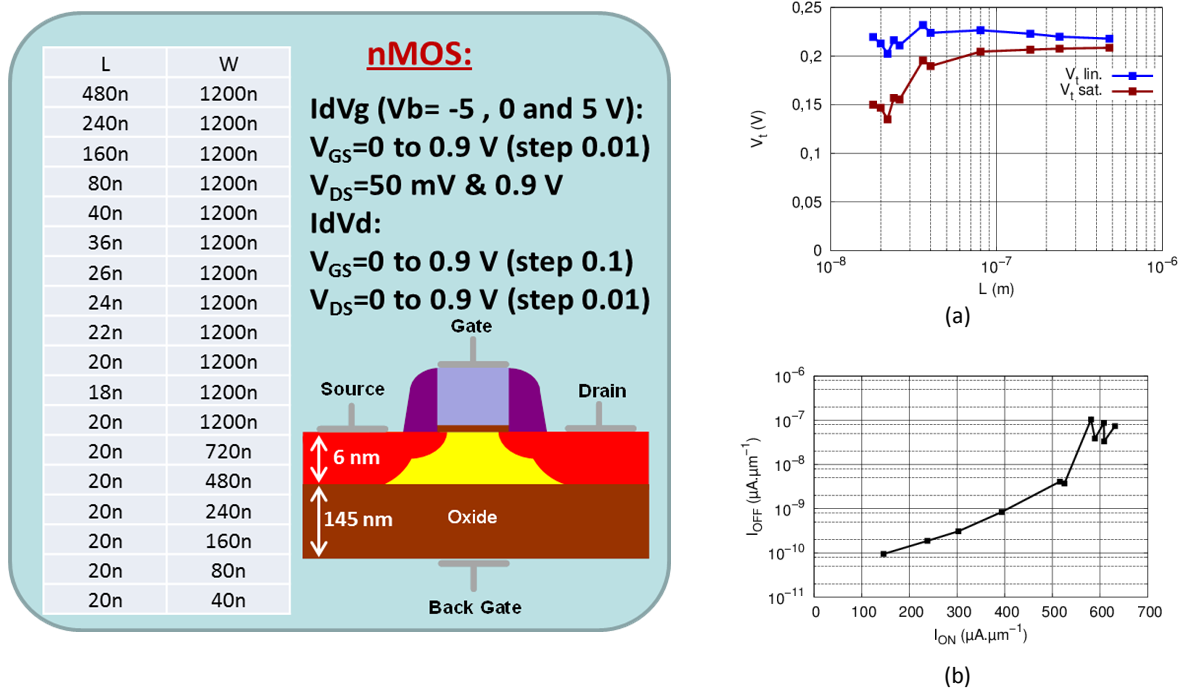 L W
480n 1200n
240n 1200n
160n 1200n
80n 1200n
40n 1200n
36n 1200n
26n 1200n
24n 1200n
22n 1200n
20n 1200n
18n 1200n
20n 1200n
20n 720n
20n 480n
20n 240n
20n 160n
20n 80n
20n 40n
nMOS:
IdVg (Vb= -5 , 0 and 5 V):
VGS=0 to 0.9 V (step 0.01)
VDS=50 mV & 0.9 V
IdVd:
VGS=0 to 0.9 V (step 0.1)
VDS=0 to 0.9 V (step 0.01)
Gate
Source
Drain
6 nm
145 nm
Oxide
Back Gate
0,25
0,2
0,15
0,1
0,05
0
Vt (V)
Vt lin.
Vt sat.
10⁻⁸ 10⁻⁷ 10⁻⁶
L (m)
(a)
10⁻⁶
10⁻⁷
10⁻⁸
10⁻⁹
10⁻¹⁰
10⁻¹¹
IOFF (µA.µm⁻¹)
0 100 200 300 400 500 600 700
ION (µA.µm⁻¹)
(b)